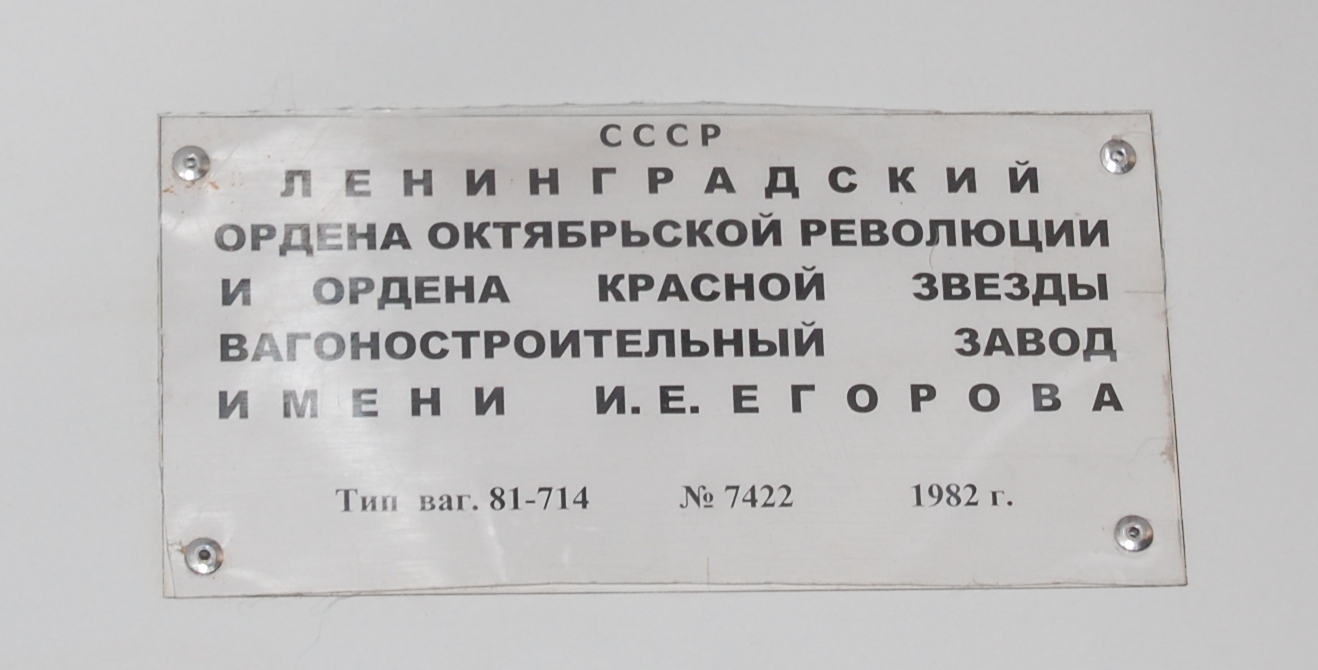 СССР
ЛЕНИНГРАДСКИЙ
ОРДЕНА ОКТЯБРЬСКОЙ РЕВОЛЮЦИИ
И ОРДЕНА КРАСНОЙ ЗВЕЗДЫ
ВАГОНОСТРОИТЕЛЬНЫЙ ЗАВОД
ИМЕНИ И.Е. ЕГОРОВА
Тип ваг. 81-714 № 7422 1982 г.